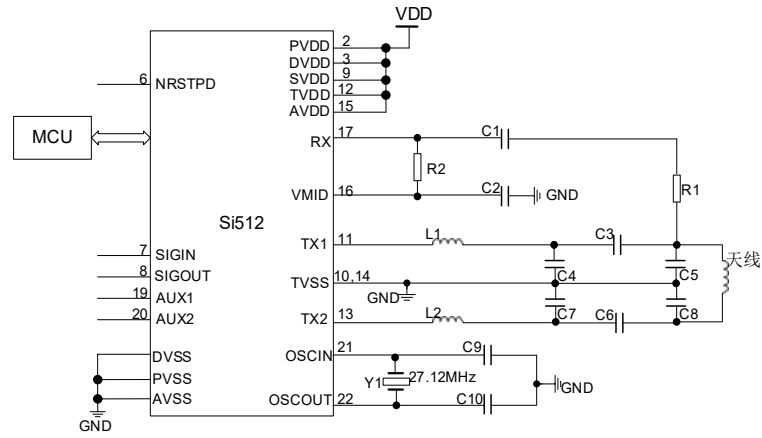 VDD
PVDD 2
DVDD 3
SVDD 9
TVDD 12
AVDD 15
6 NRSTPD
MCU
RX 17
C1
R2
VMID 16
C2
GND
R1
Si512
TX1 11
L1
C3
7 SIGIN
8 SIGOUT
19 AUX1
20 AUX2
C4
C5
天线
TVSS 10,14
GND
TX2 13
L2
C7
C6
C8
DVSS
PVSS
AVSS
GND
OSCIN 21
C9
Y1
27.12MHz
GND
OSCOUT 22
C10